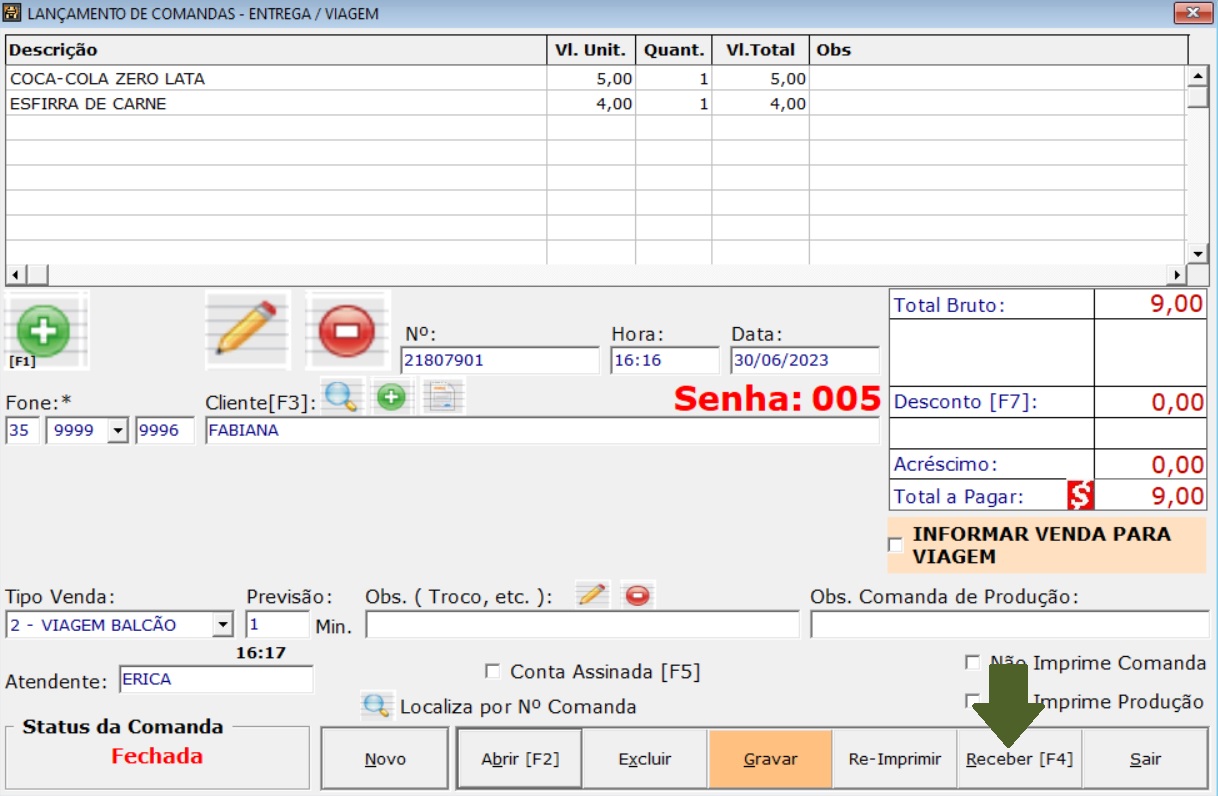 LANÇAMENTO DE COMANDAS - ENTREGA / VIAGEM
Descrição Vl. Unit. Quant. Vl.Total Obs
COCA-COLA ZERO LATA 5,00 1 5,00
ESFIRRA DE CARNE 4,00 1 4,00
[F1]
Nº: Hora: Data:
21807901 16:16 30/06/2023
Total Bruto: 9,00
Fone:* Cliente[F3]: Senha: 005
35 9999 9996 FABIANA
Desconto [F7]: 0,00
Acréscimo: 0,00
Total a Pagar: $ 9,00
INFORMAR VENDA PARA
VIAGEM
Tipo Venda: Previsão: Obs. ( Troco, etc. ): Obs. Comanda de Produção:
2 - VIAGEM BALCÃO 1 Min.
16:17
Atendente: ERICA
Conta Assinada [F5]
Não Imprime Comanda
Localiza por Nº Comanda
Imprime Produção
Status da Comanda
Fechada
Novo Abrir [F2] Excluir Gravar Re-Imprimir Receber [F4] Sair